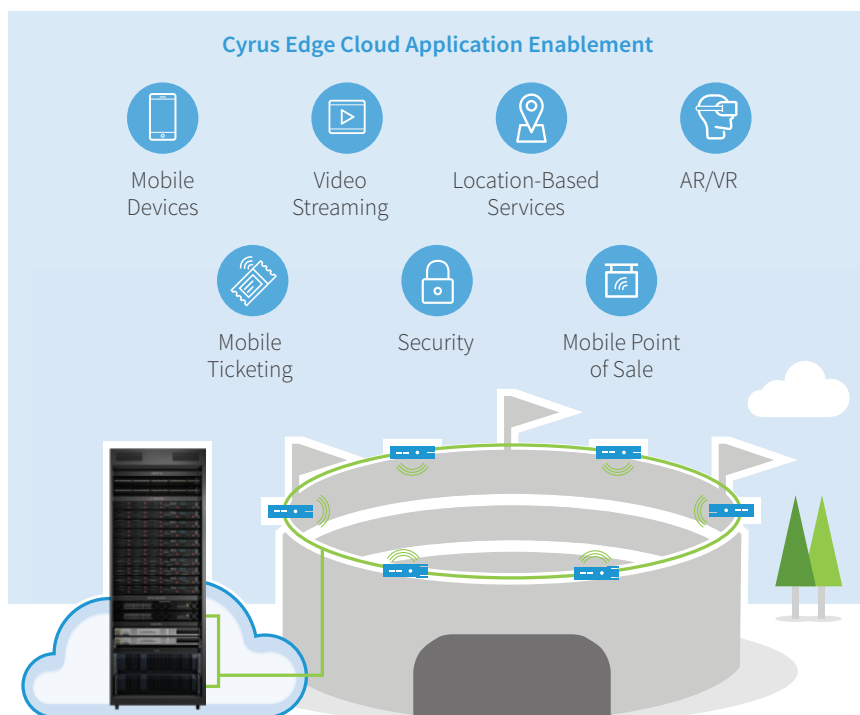 Cyrus Edge Cloud Application Enablement
Mobile
Devices
Video
Streaming
Location-Based
Services
AR/VR
Mobile
Ticketing
Security
Mobile Point
of Sale